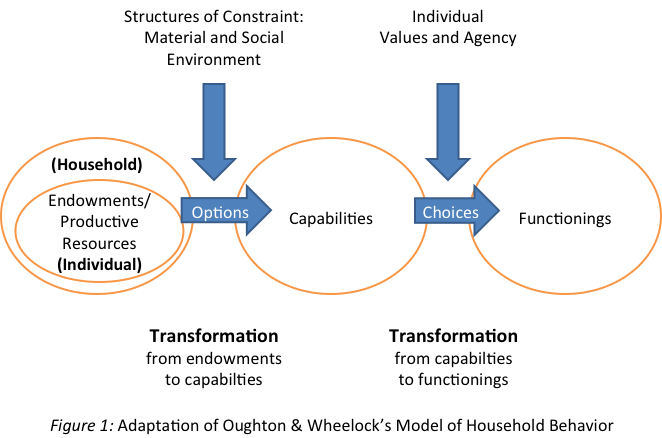 Structures of Constraint:
Material and Social
Environment
Individual
Values and Agency
(Household)
Endowments/
Productive
Resources
(Individual)
Options
Capabilities
Choices
Functionings
Transformation
from endowments
to capabilties
Transformation
from capabilties
to functionings
Figure 1: Adaptation of Oughton & Wheelock's Model of Household Behavior